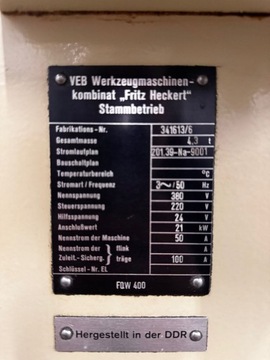 VEB Werkzeugmaschinen-
kombinat „Fritz Heckert"
Stammbetrieb
Fabrikations-Nr. 341613/6
Gesamtmasse 4,3 t
Stromlaufplan 201.39-Na-9001
Bauschaltplan
Temperaturbereich °C
Stromart / Frequenz 3~/50 Hz
Nennspannung 380 V
Steuerspannung 220 V
Hilfsspannung 24 V
Anschlußwert 21 kW
Nennstrom der Maschine 50 A
Nennstrom der flink A
Zuleit.-Sicherg. träge 100 A
Schlüssel-Nr. EL
FQW 400
Hergestellt in der DDR